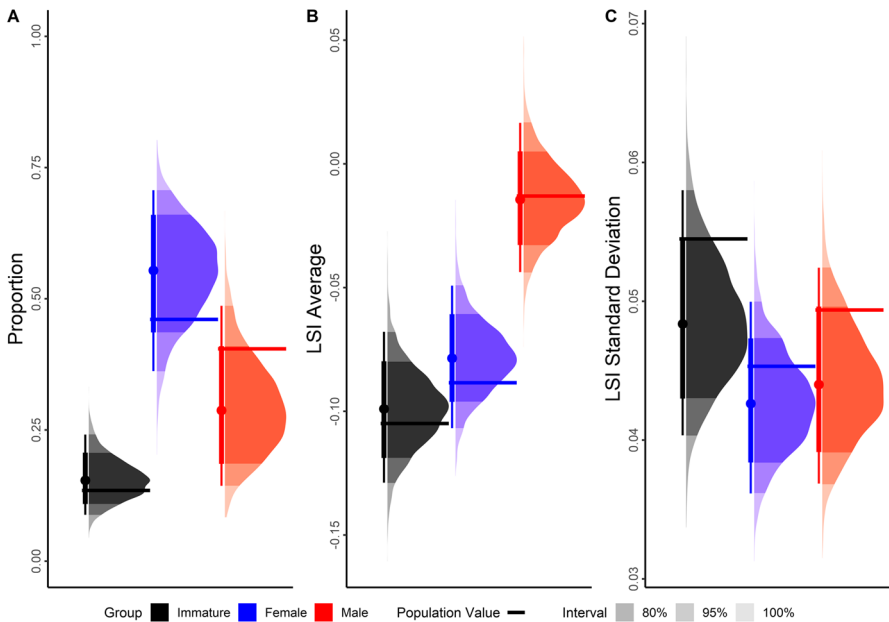 A
B
C
Proportion
1.00
0.75
0.50
0.25
0.00
LSI Average
0.05
0.00
-0.05
-0.10
-0.15
LSI Standard Deviation
0.07
0.06
0.05
0.04
0.03
Group Immature Female Male Population Value Interval 80% 95% 100%